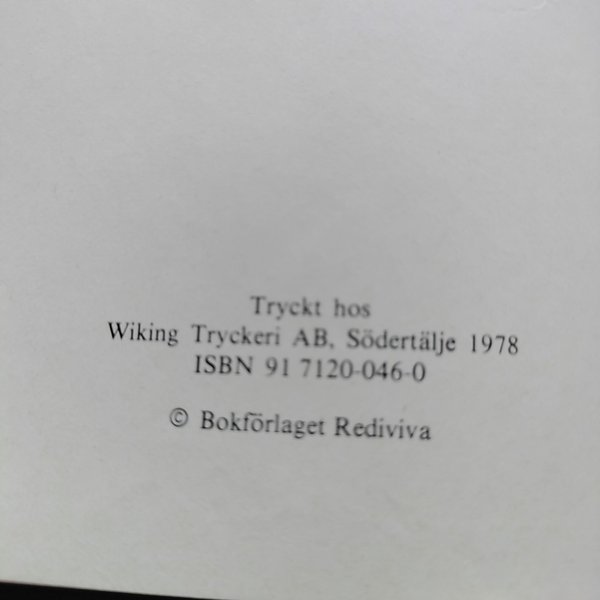 Tryckt hos
Wiking Tryckeri AB, Södertälje 1978
ISBN 91 7120-046-0
© Bokförlaget Rediviva